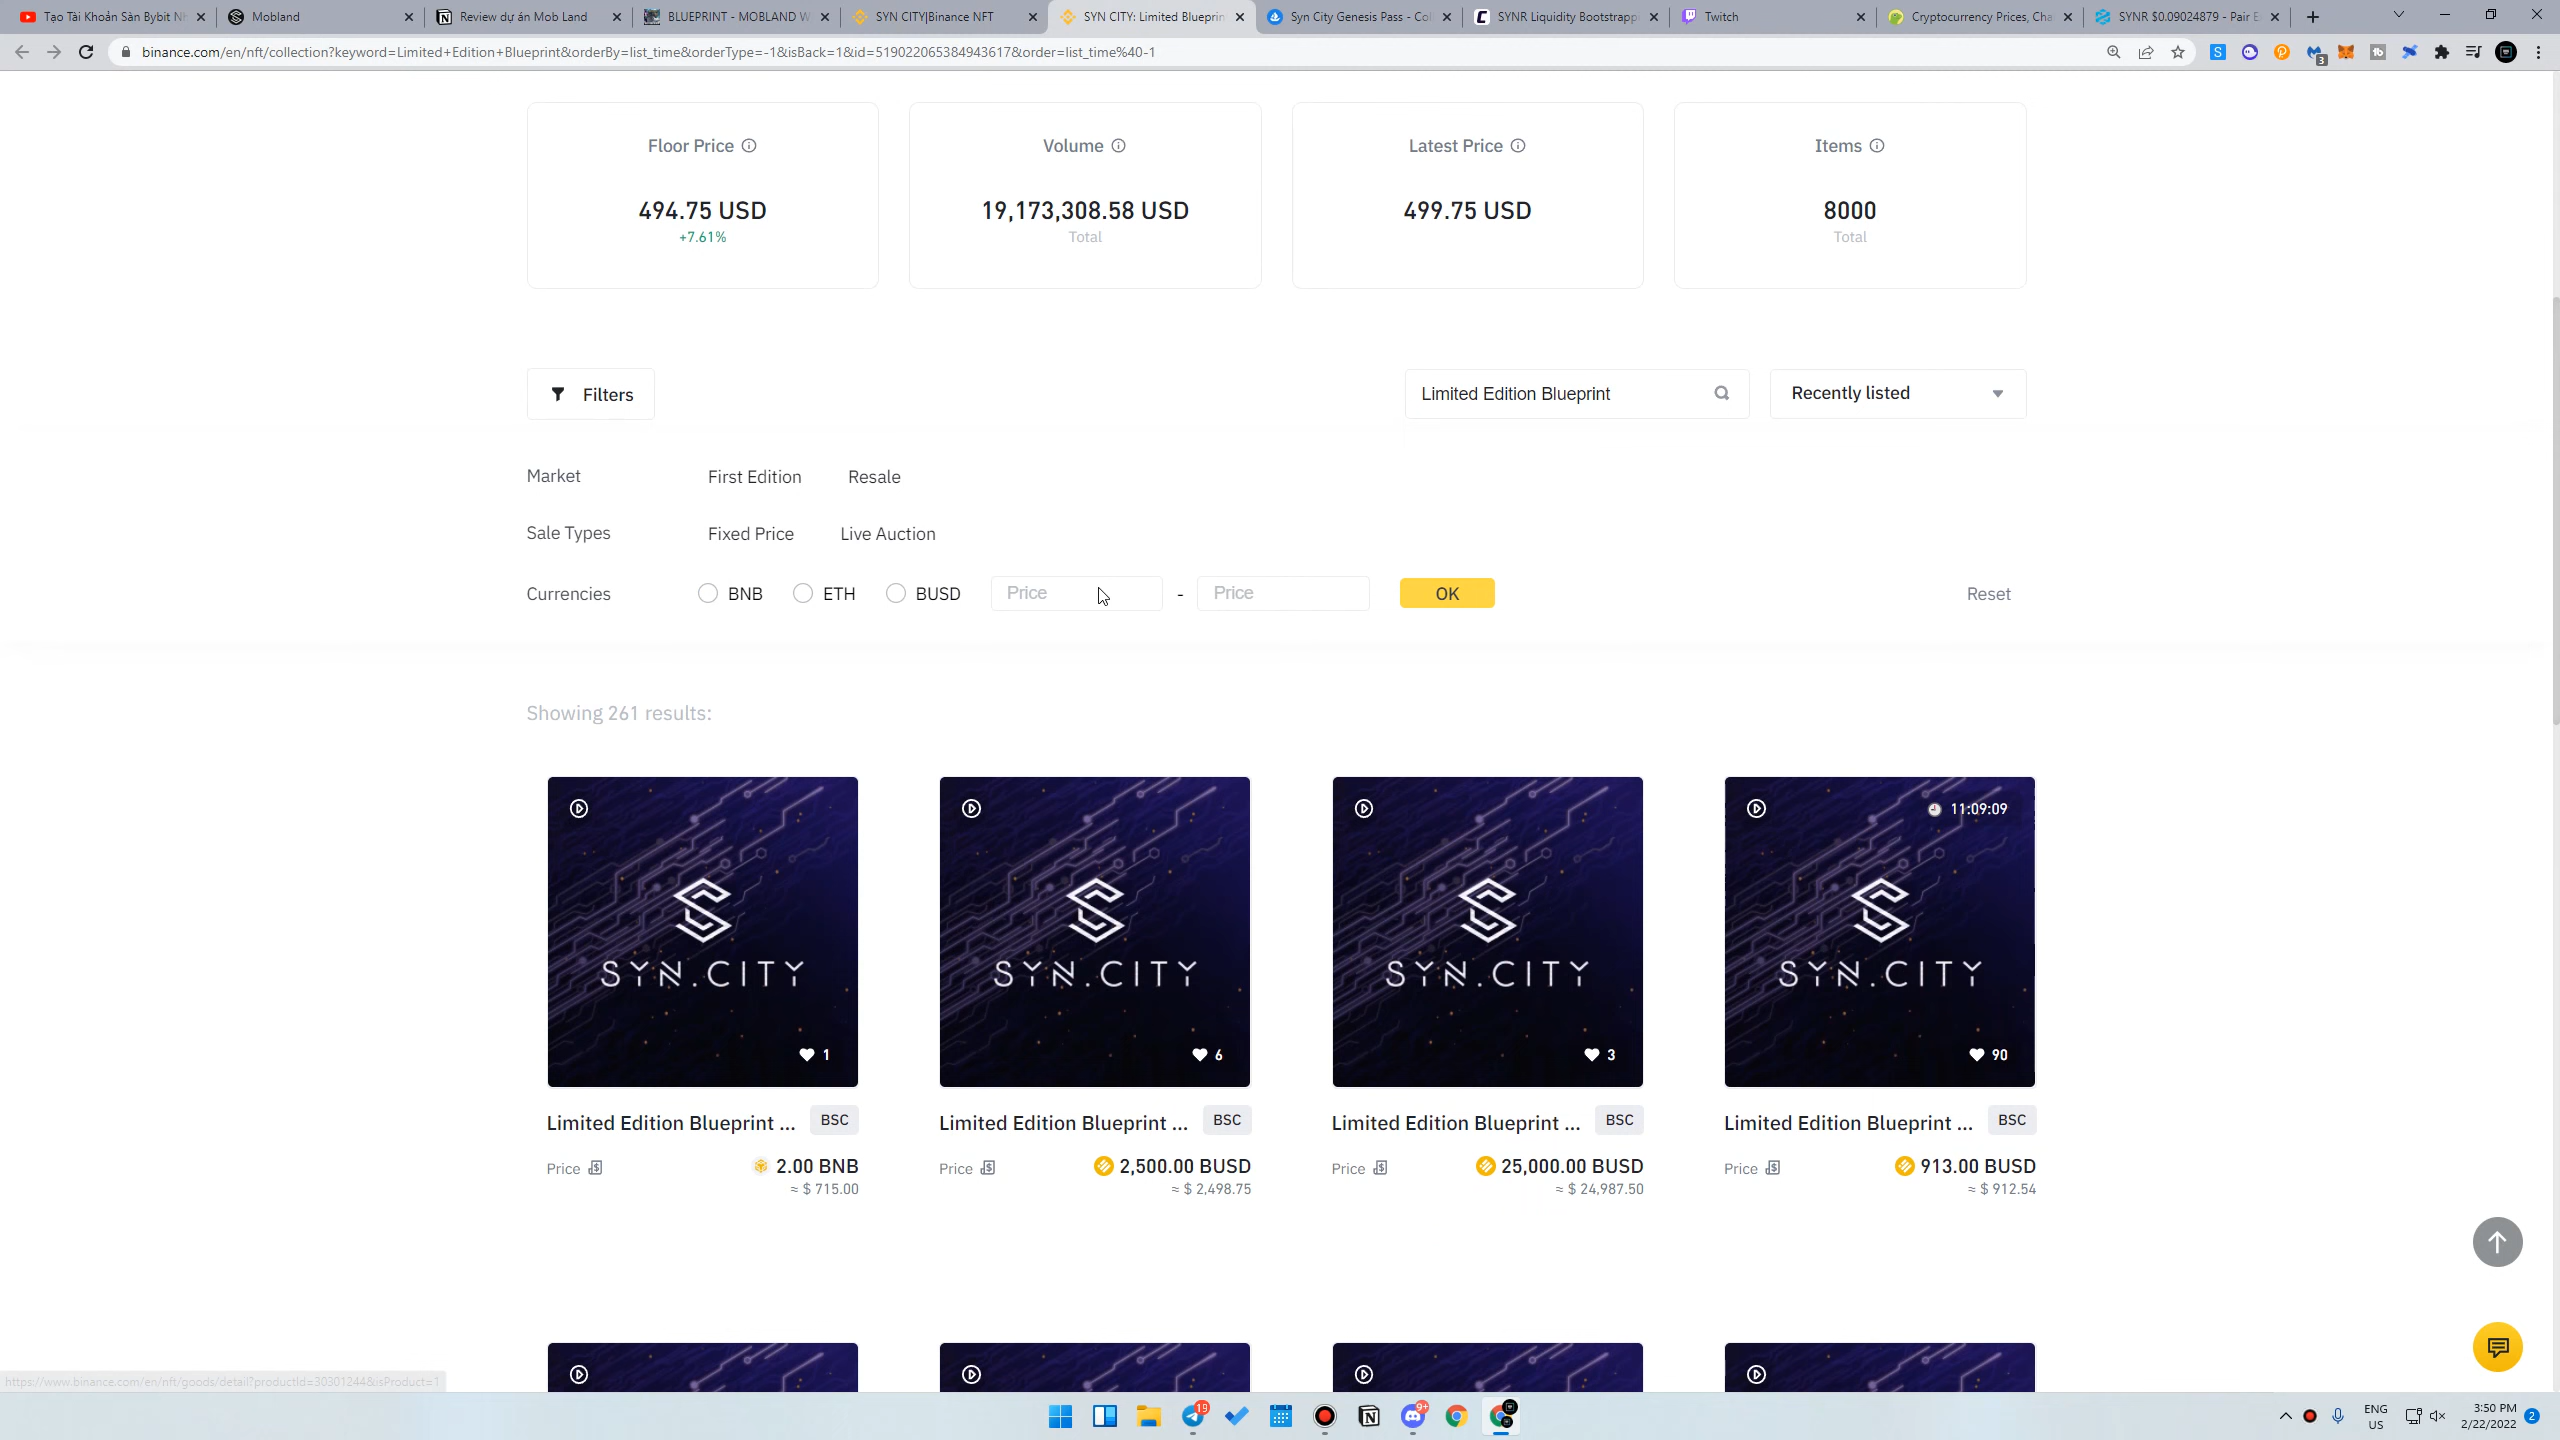 Tạo Tài Khoản Sàn Bybit N
Mobland
Review dự án Mob Land
BLUEPRINT - MOBLAND W
SYN CITY|Binance NFT
SYN CITY: Limited Blueprin
Syn City Genesis Pass - Col
SYNR Liquidity Bootstrapp
Twitch
Cryptocurrency Prices, Cha
SYNR $0.09024879 - Pair E
binance.com/en/nft/collection?keyword=Limited+Edition+Blueprint&orderBy=list_time&orderType=-1&isBack=1&id=519022065384943617&order=list_time%40-1
3
Floor Price
Volume
Latest Price
Items
494.75 USD
19,173,308.58 USD
499.75 USD
8000
+7.61%
Total
Total
Filters
Limited Edition Blueprint
Recently listed
Market
First Edition
Resale
Sale Types
Fixed Price
Live Auction
Currencies
BNB
ETH
BUSD
Price
-
Price
OK
Reset
Showing 261 results:
11:09:09
SYN.CITY
SYN.CITY
SYN.CITY
SYN.CITY
1
6
3
90
Limited Edition Blueprint ...
BSC
Limited Edition Blueprint ...
BSC
Limited Edition Blueprint ...
BSC
Limited Edition Blueprint ...
BSC
Price
2.00 BNB
≈ $ 715.00
Price
2,500.00 BUSD
≈ $ 2,498.75
Price
25,000.00 BUSD
≈ $ 24,987.50
Price
913.00 BUSD
≈ $ 912.54
https://www.binance.com/en/nft/goods/detail?productId=30301244&isProduct=1
19
9+
ENG
US
3:50 PM
2/22/2022
2